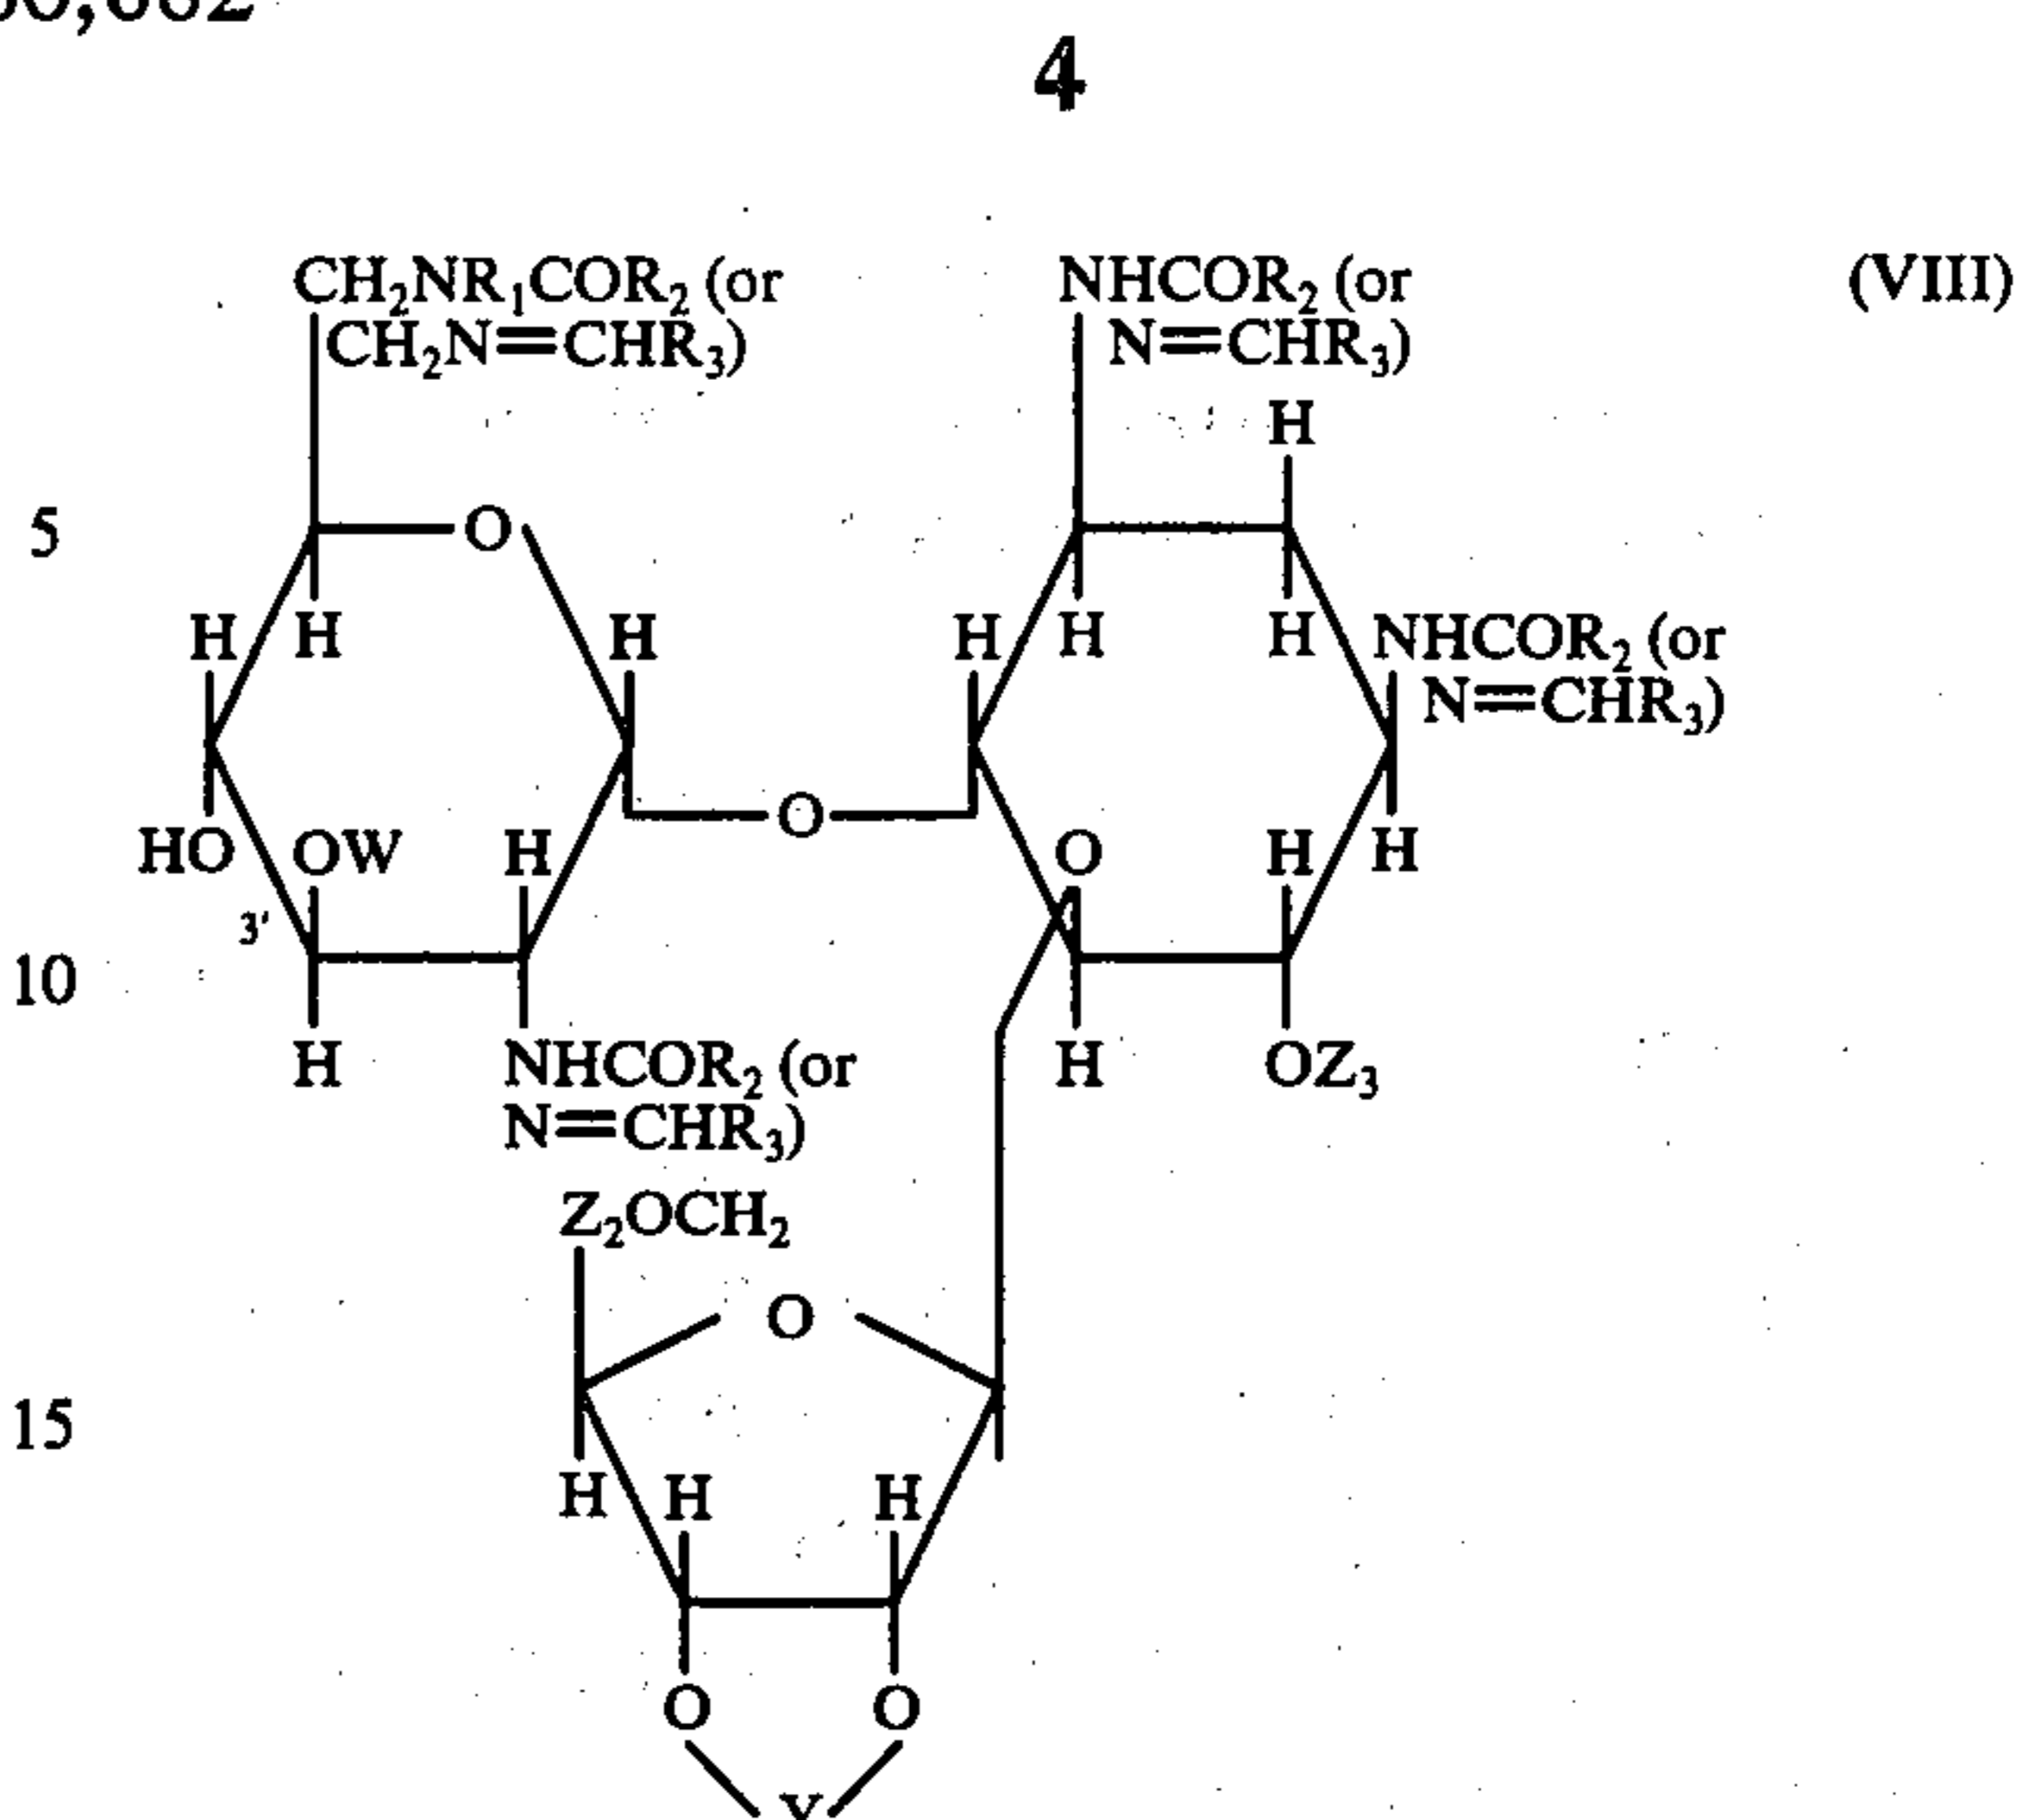 4
CH₂NR₁COR₂ (or
CH₂N=CHR₃)
NHCOR₂ (or
N=CHR₃)
(VIII)
H
5
O
H
H
H
H
H
H
NHCOR₂ (or
N=CHR₃)
O
HO
OW
H
O
H
H
3'
10
H
NHCOR₂ (or
N=CHR₃)
H
OZ₃
Z₂OCH₂
O
15
H
H
H
O
O